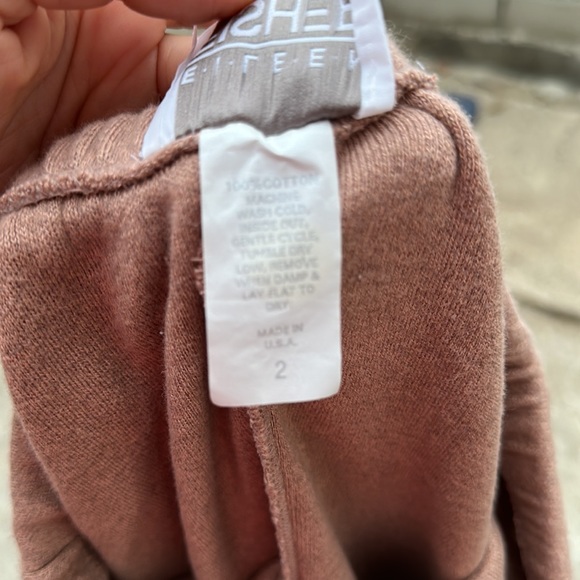 100% COTTON
MACHINE
WASH COLD,
INSIDE OUT,
GENTLE CYCLE,
TUMBLE DRY
LOW, REMOVE
WHEN DAMP &
LAY FLAT TO
DRY.
MADE IN
U.S.A.
2